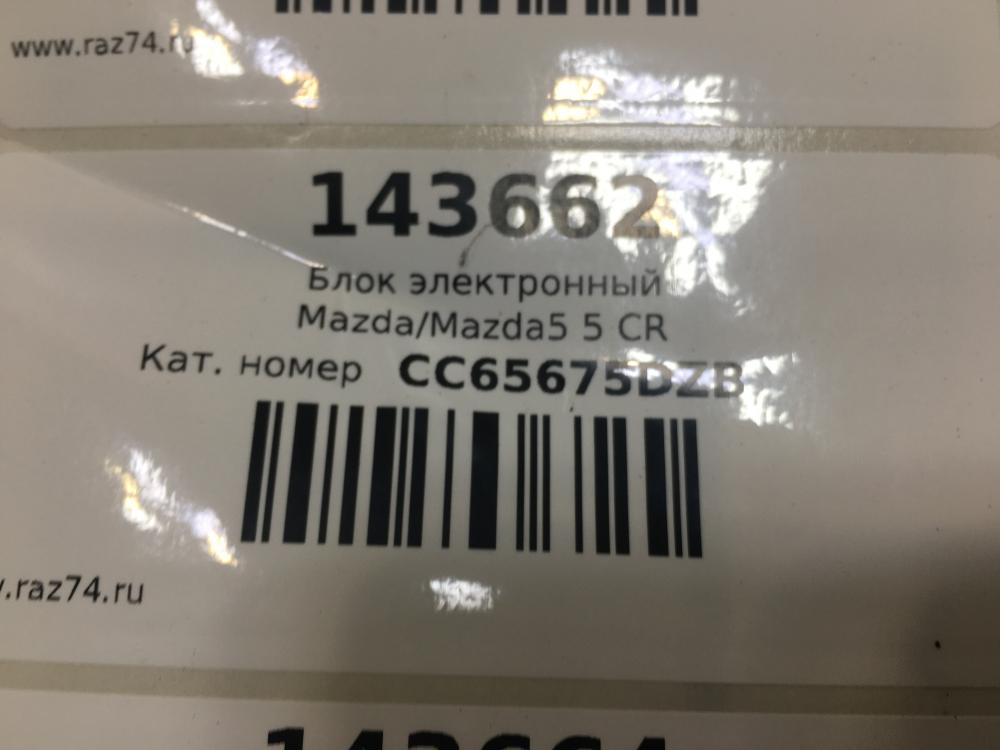 www.raz74.ru
143662
Блок электронный
Mazda/Mazda5 5 CR
Кат. номер CC65675DZB
.raz74.ru